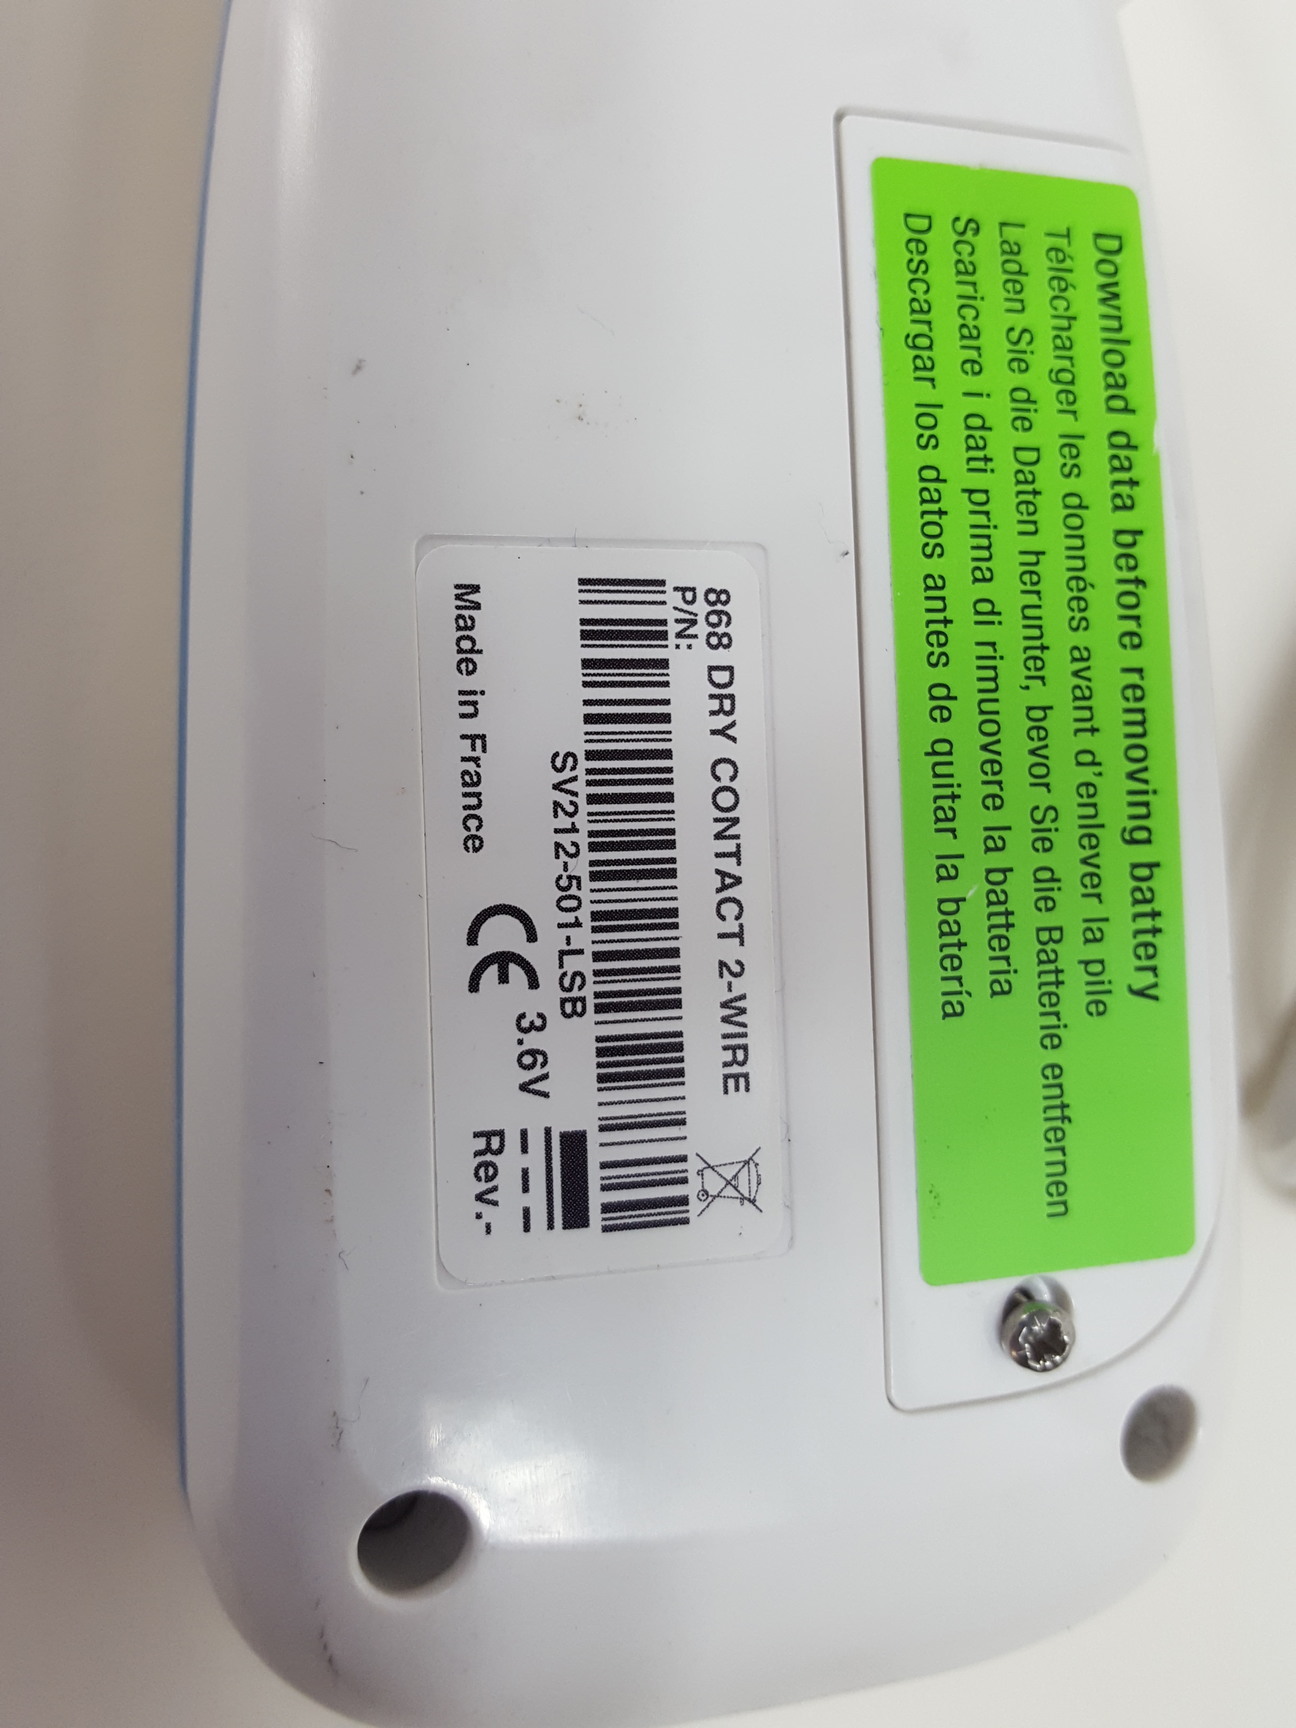 Download data before removing battery
Télécharger les données avant d'enlever la pile
Laden Sie die Daten herunter, bevor Sie die Batterie entfernen
Scaricare i dati prima di rimuovere la batteria
Descargar los datos antes de quitar la batería
868 DRY CONTACT 2-WIRE
P/N:
SV212-501-LSB
3.6V
Made in France CE Rev.-